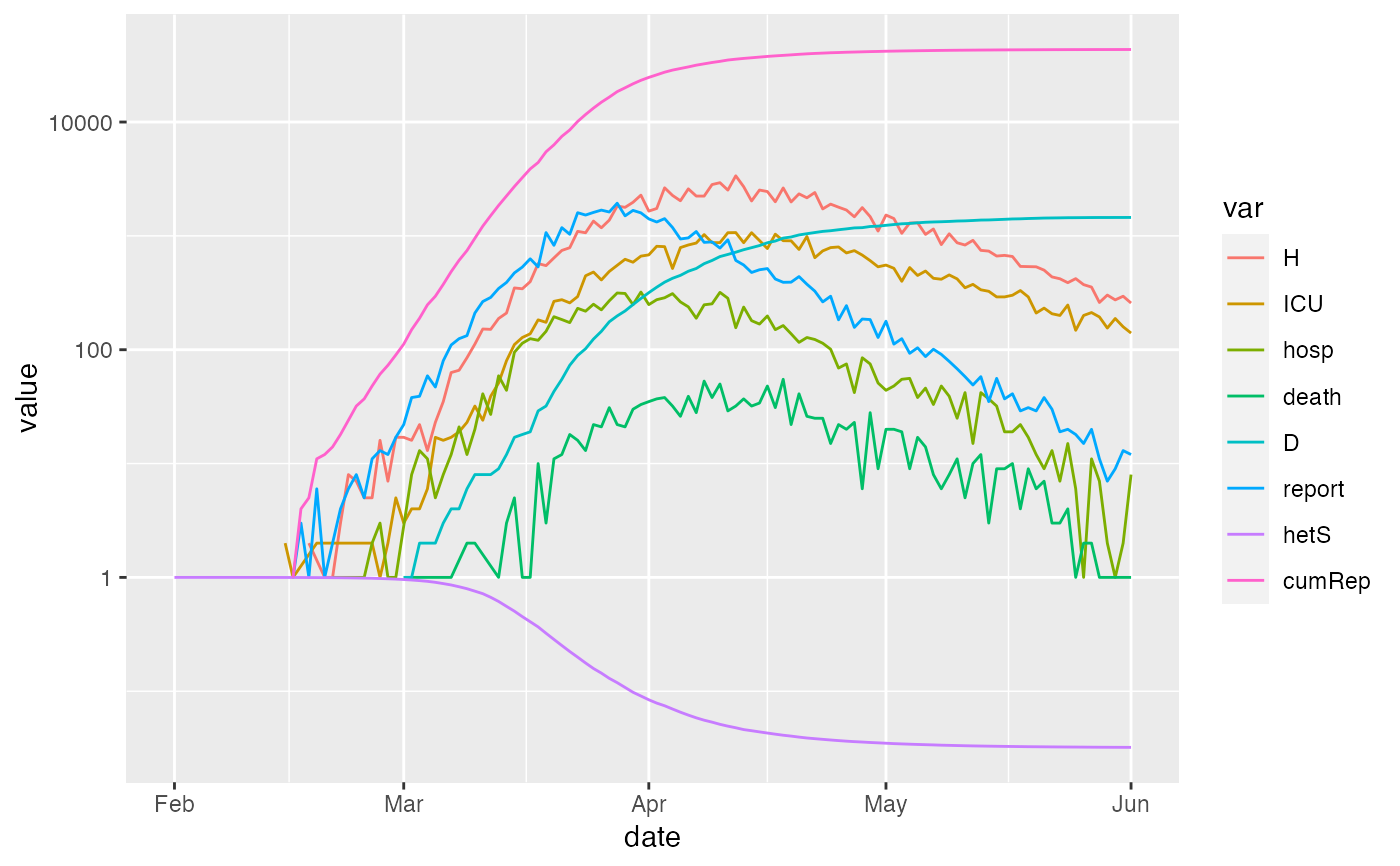 10000
100
1
value
Feb Mar Apr May Jun
date
var
H
ICU
hosp
death
D
report
hetS
cumRep